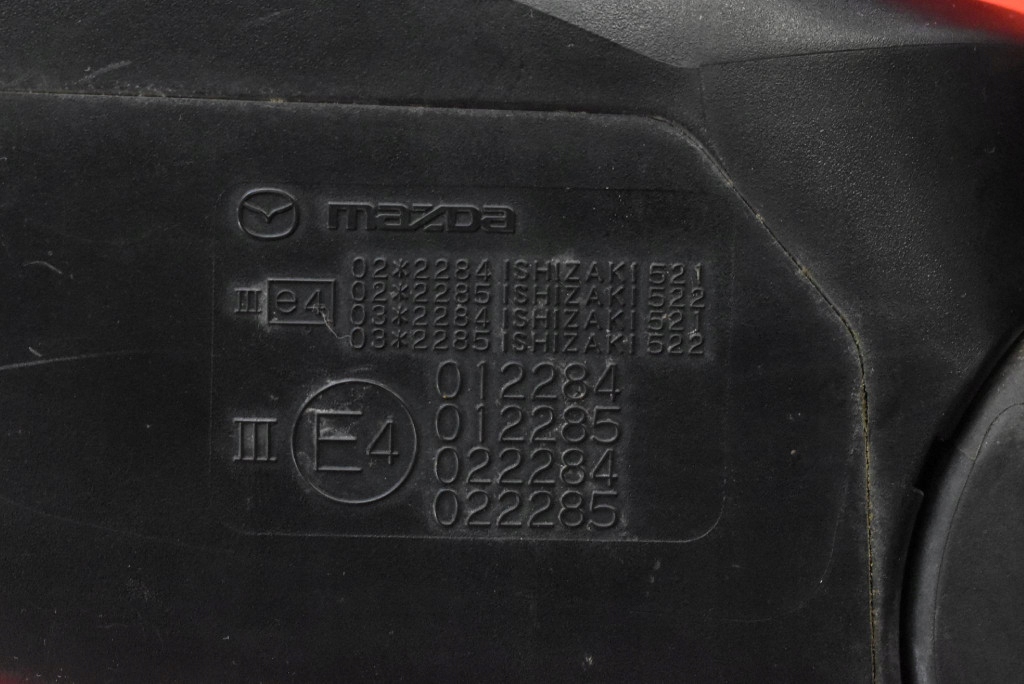 mazda
02*2284 ISHIZAKI 521
02*2285 ISHIZAKI 522
III e4
03*2284 ISHIZAKI 521
03*2285 ISHIZAKI 522
012284
012285
III E4
022284
022285